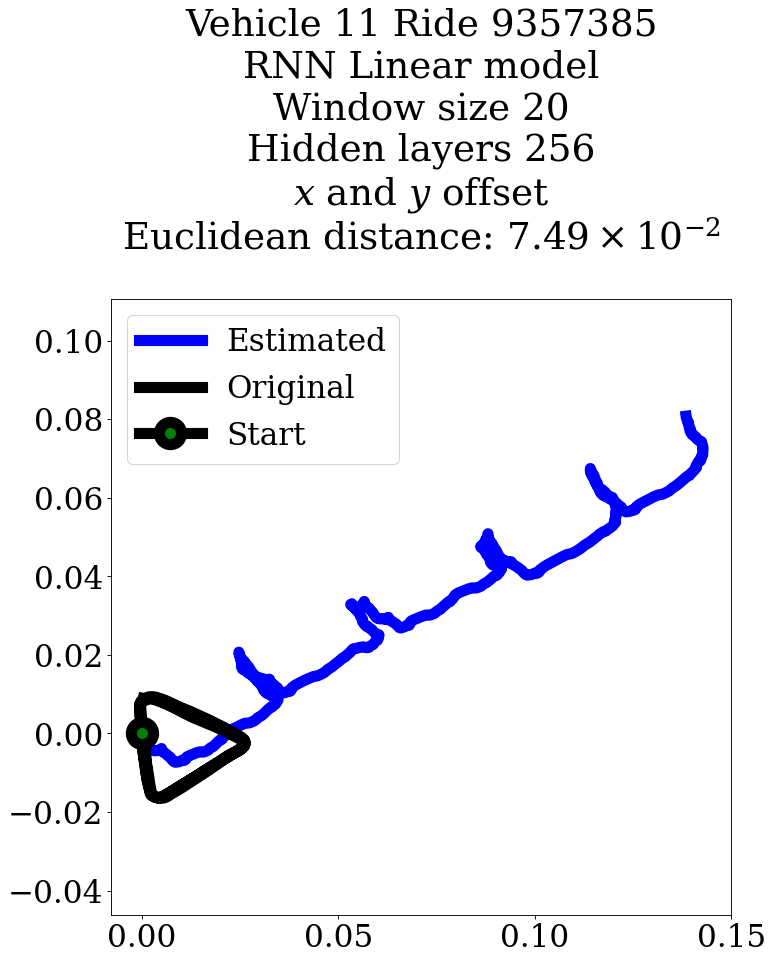 Vehicle 11 Ride 9357385
RNN Linear model
Window size 20
Hidden layers 256
x and y offset
Euclidean distance: 7.49 × 10⁻²
Estimated
Original
Start
0.10
0.08
0.06
0.04
0.02
0.00
−0.02
−0.04
0.00 0.05 0.10 0.15